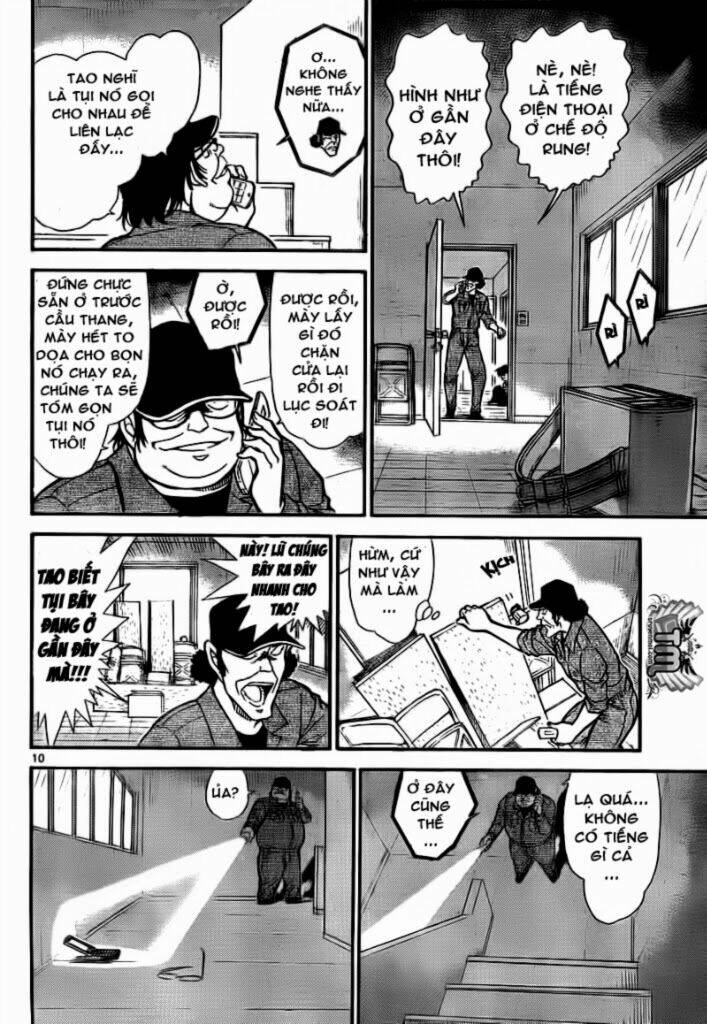 NÈ, NÈ!
LÀ TIẾNG
ĐIỆN THOẠI
Ở CHẾ ĐỘ
RUNG!
HÌNH NHƯ
Ở GẦN
ĐÂY
THÔI!
RỈ
RỈ
Ơ...
KHÔNG
NGHE THẤY
NỮA...
TAO NGHĨ
LÀ TỤI NÓ GỌI
CHO NHAU ĐỂ
LIÊN LẠC
ĐẤY...
ĐƯỢC RỒI,
MÀY LẤY
GÌ ĐÓ
CHẶN
CỬA LẠI
RỒI ĐI
LỤC SOÁT
ĐI!
Ờ,
ĐƯỢC
RỒI!
ĐỨNG CHỰC
SẴN Ở TRƯỚC
CẦU THANG,
MÀY HÉT TO
DỌA CHO BỌN
NÓ CHẠY RA,
CHÚNG TA SẼ
TÓM GỌN
TỤI NÓ
THÔI!
HỪM, CỨ
NHƯ VẬY
MÀ LÀM
...
KỊCH
NÀY! LŨ CHÚNG
BÂY RA ĐÂY
NHANH CHO
TAO!
TAO BIẾT
TỤI BÂY
ĐANG Ở
GẦN ĐÂY
MÀ!!!
10
LẠ QUÁ...
KHÔNG
CÓ TIẾNG
GÌ CẢ
...
Ở ĐÂY
CŨNG
THẾ
...
ỦA?
TM